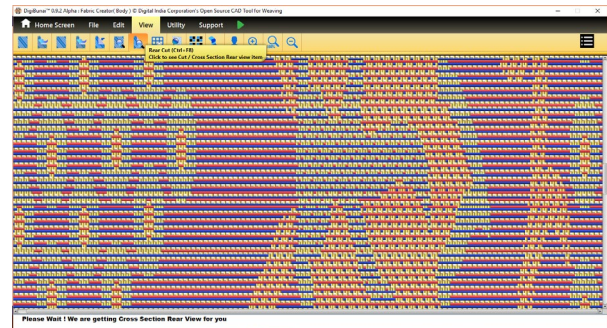 DigiBunai™ 0.9.2 Alpha : Fabric Creator( Body ) © Digital India Corporation's Open Source CAD Tool for Weaving
Home Screen File Edit View Utility Support
Rear Cut (Ctrl+F8)
Click to see Cut / Cross Section Rear view item
Please Wait ! We are getting Cross Section Rear View for you